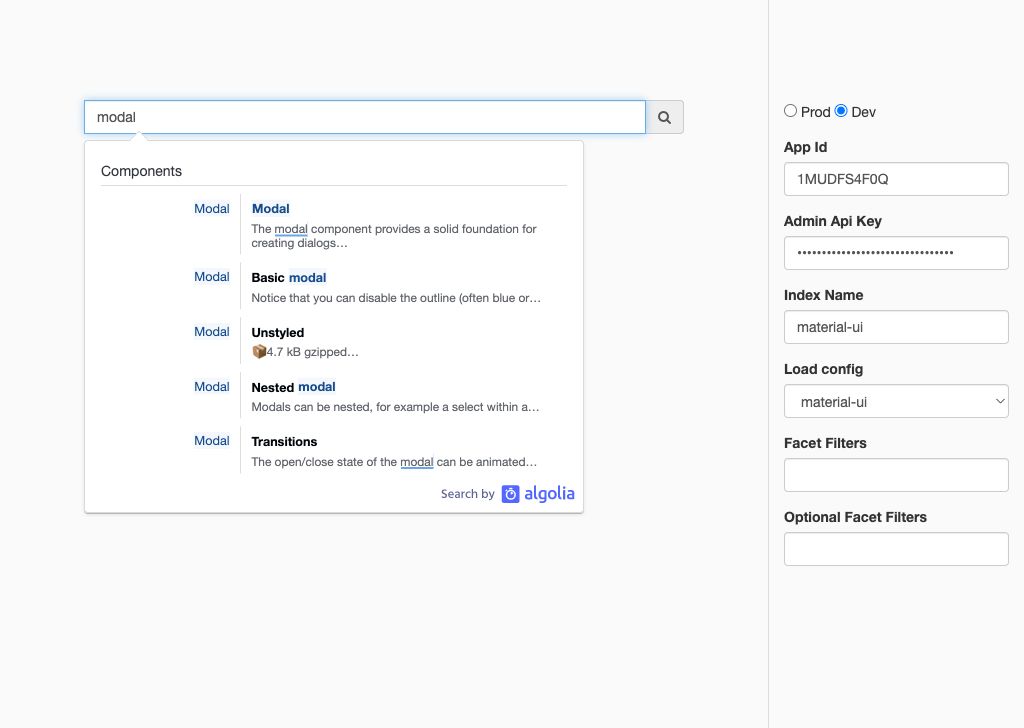 modal
Components
Modal
Modal
The modal component provides a solid foundation for
creating dialogs…
Modal
Basic modal
Notice that you can disable the outline (often blue or…
Modal
Unstyled
📦4.7 kB gzipped…
Modal
Nested modal
Modals can be nested, for example a select within a…
Modal
Transitions
The open/close state of the modal can be animated…
Search by algolia
Prod Dev
App Id
1MUDFS4F0Q
Admin Api Key
•••••••••••••••••••••••••••••••­•
Index Name
material-ui
Load config
material-ui
Facet Filters
Optional Facet Filters